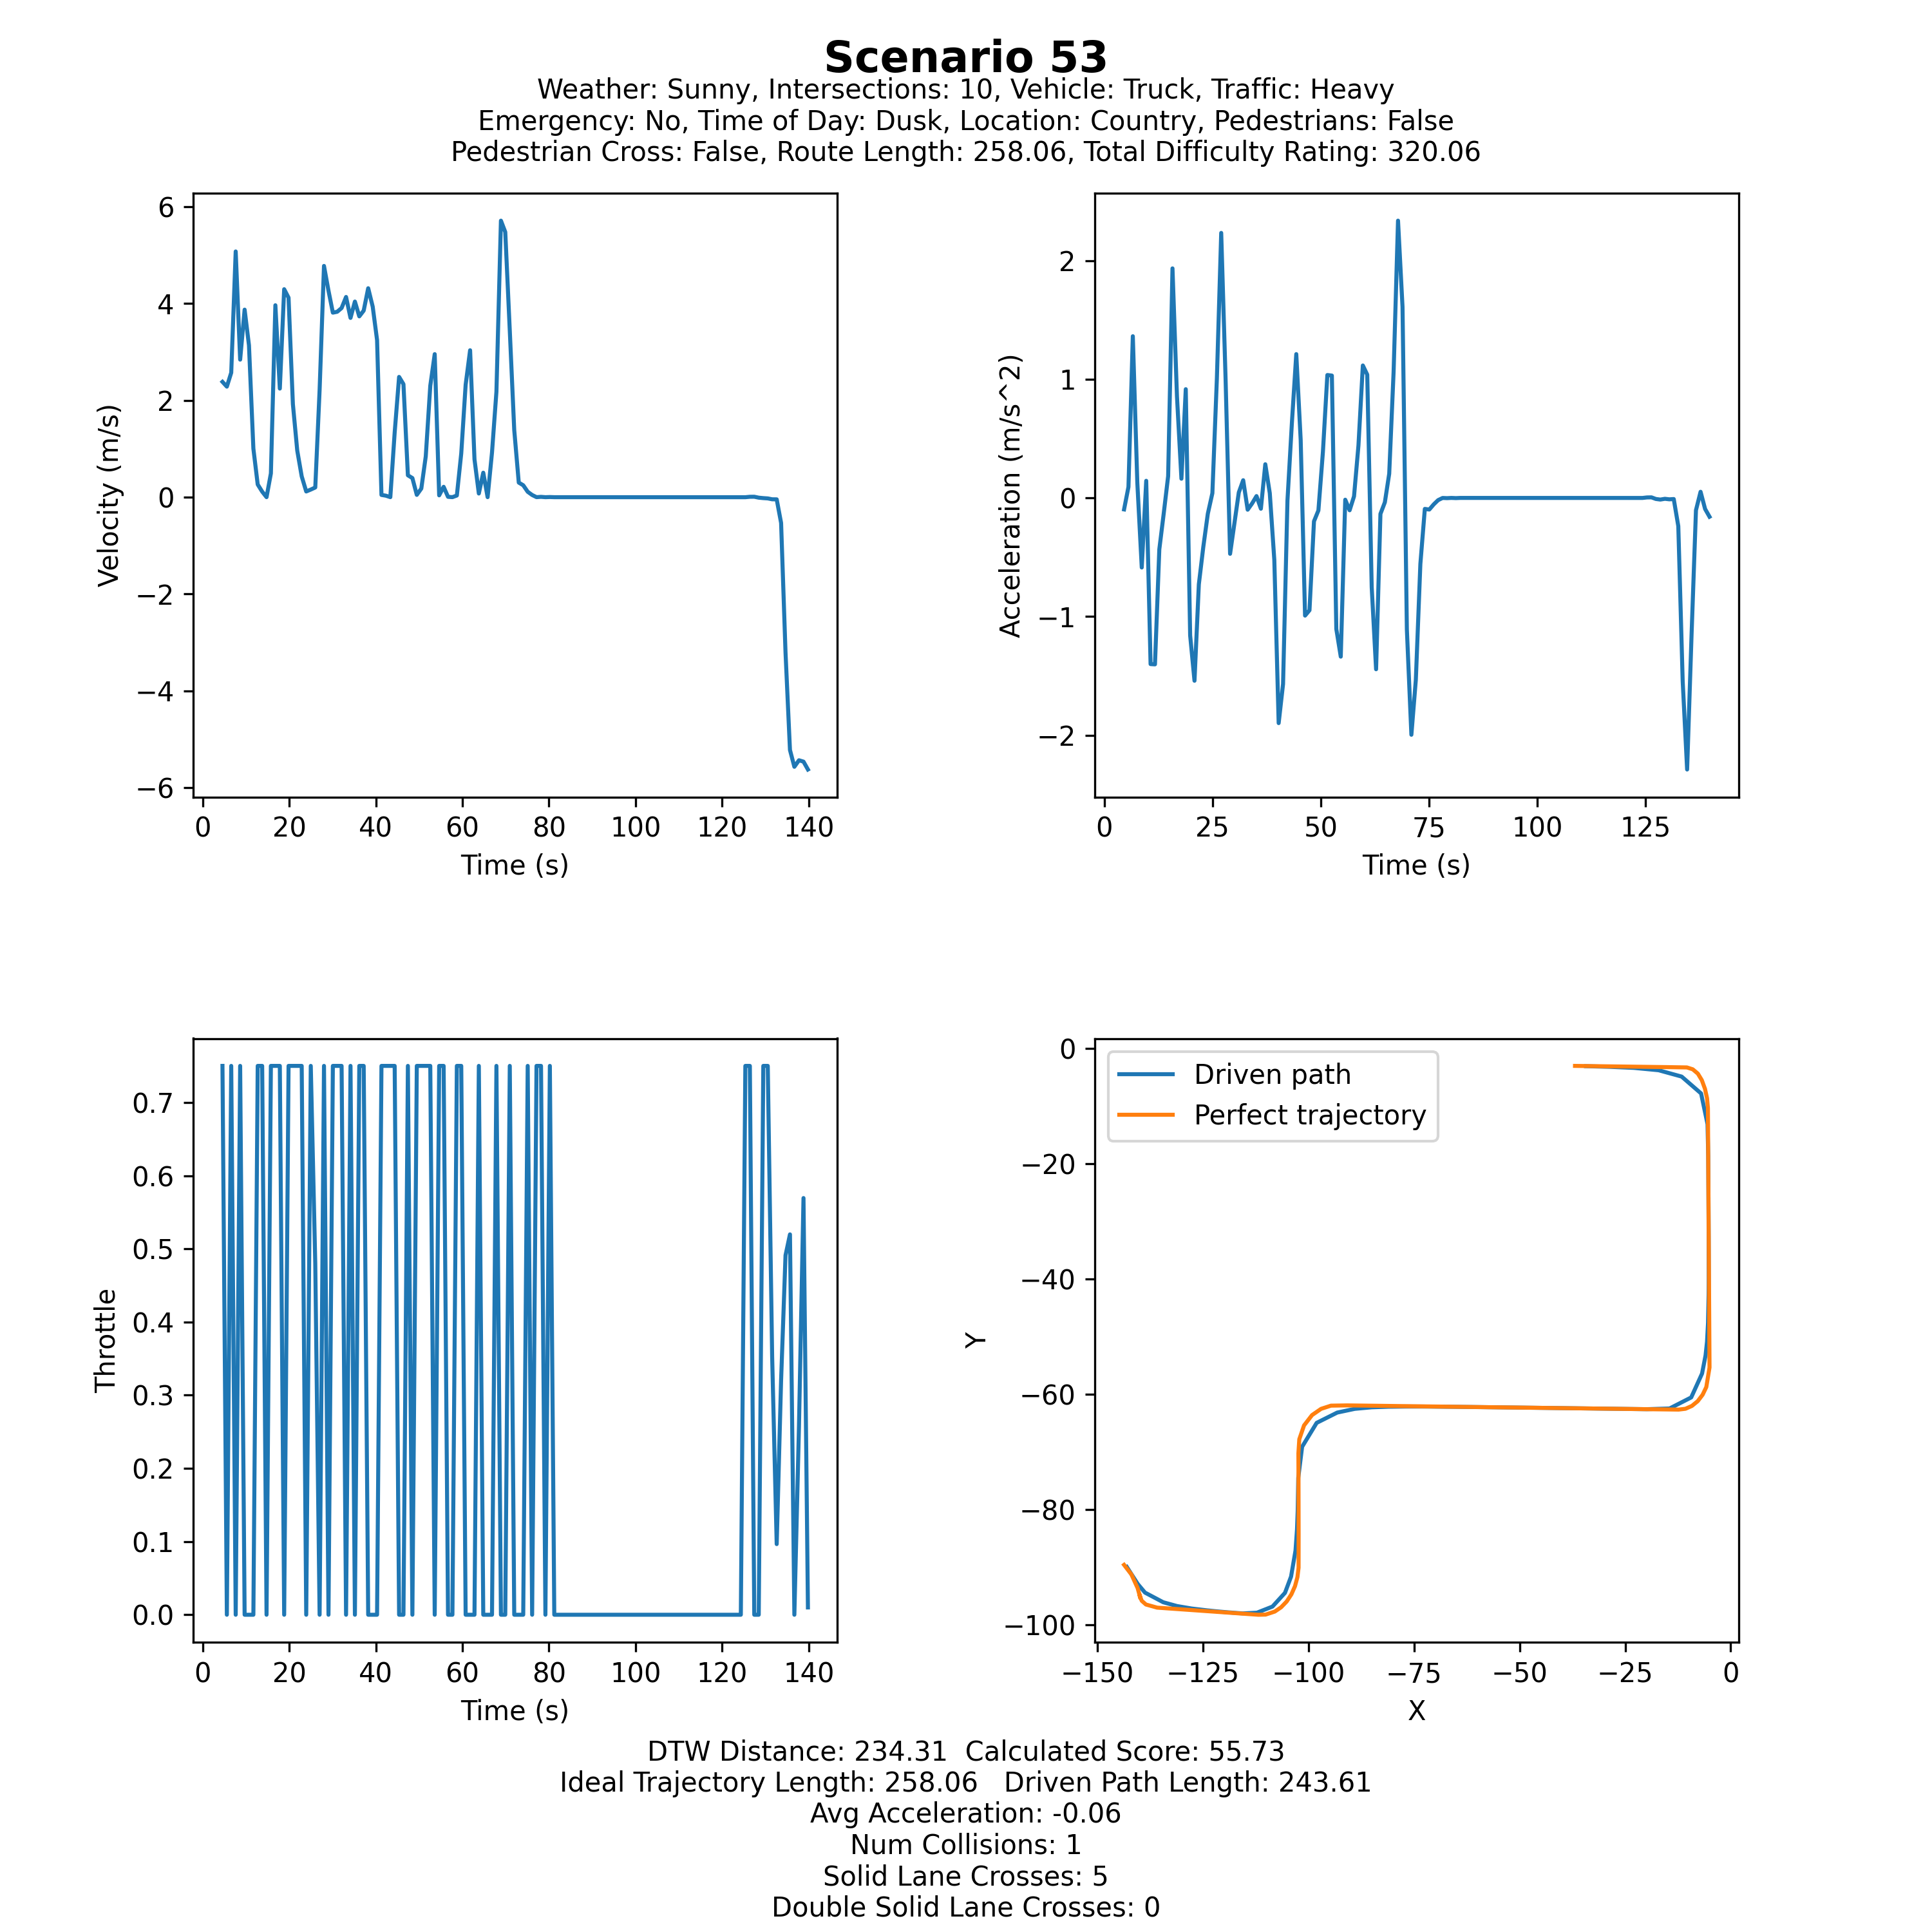 Scenario 53
Weather: Sunny, Intersections: 10, Vehicle: Truck, Traffic: Heavy
Emergency: No, Time of Day: Dusk, Location: Country, Pedestrians: False
Pedestrian Cross: False, Route Length: 258.06, Total Difficulty Rating: 320.06
Velocity (m/s)
6
4
2
0
−2
−4
−6
0 20 40 60 80 100 120 140
Time (s)
Acceleration (m/s^2)
2
1
0
−1
−2
0 25 50 75 100 125
Time (s)
Throttle
0.7
0.6
0.5
0.4
0.3
0.2
0.1
0.0
0 20 40 60 80 100 120 140
Time (s)
Y
0
−20
−40
−60
−80
−100
Driven path
Perfect trajectory
−150 −125 −100 −75 −50 −25 0
X
DTW Distance: 234.31 Calculated Score: 55.73
Ideal Trajectory Length: 258.06 Driven Path Length: 243.61
Avg Acceleration: -0.06
Num Collisions: 1
Solid Lane Crosses: 5
Double Solid Lane Crosses: 0